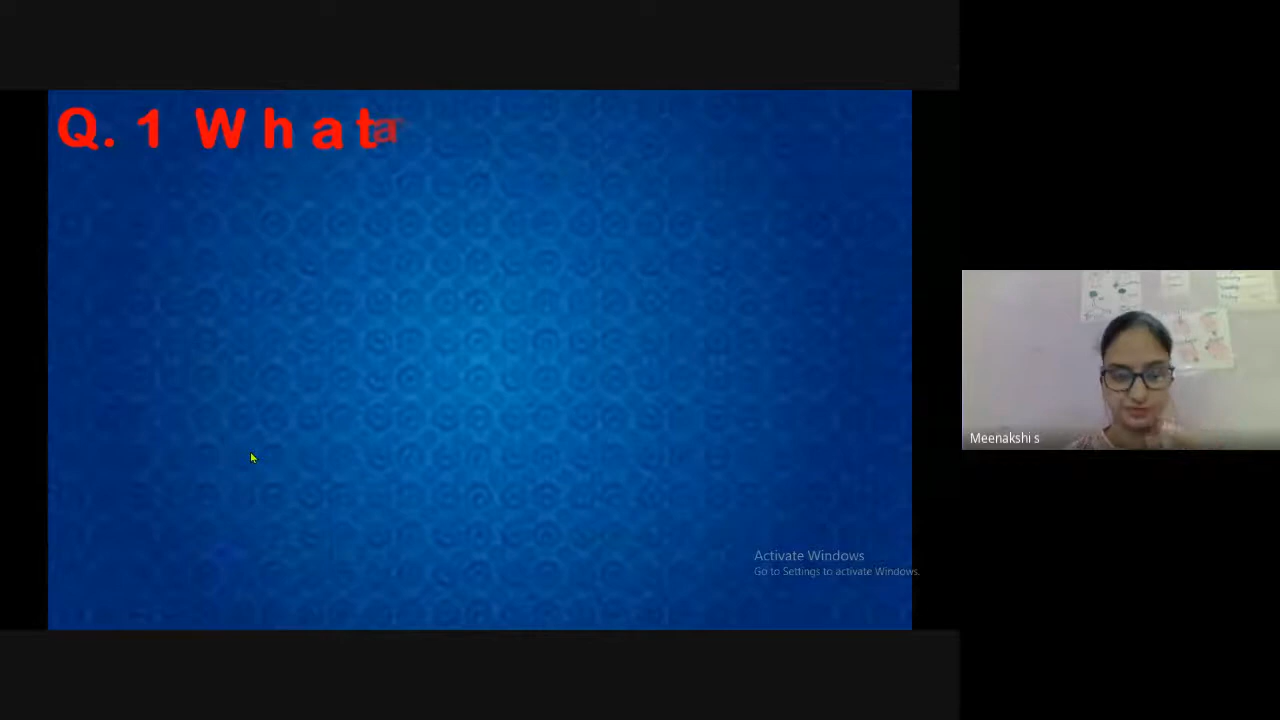 Q. 1 What
Activate Windows
Go to Settings to activate Windows.
Meenakshi s